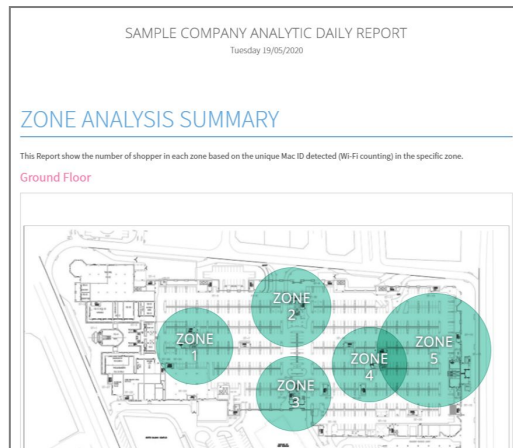 SAMPLE COMPANY ANALYTIC DAILY REPORT
Tuesday 19/05/2020
ZONE ANALYSIS SUMMARY
This Report show the number of shopper in each zone based on the unique Mac ID detected (Wi-Fi counting) in the specific zone.
Ground Floor
ZONE
2
ZONE
1
ZONE
5
ZONE
4
ZONE
3